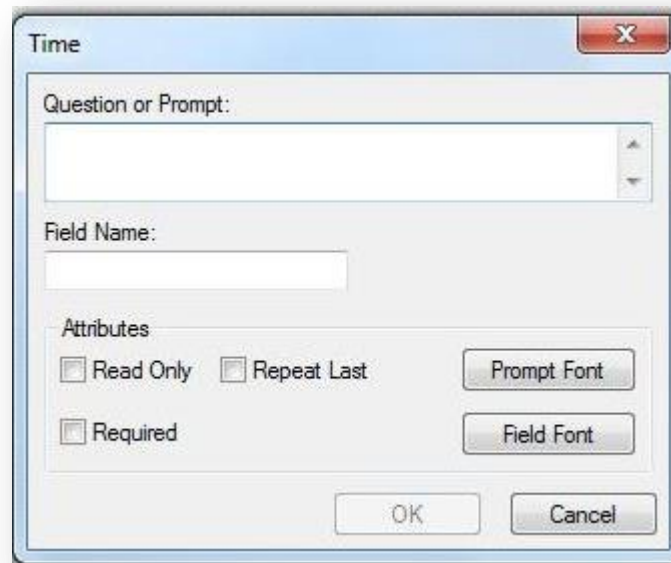 Time
Question or Prompt:
Field Name:
Attributes
Read Only Repeat Last Prompt Font
Required Field Font
OK Cancel